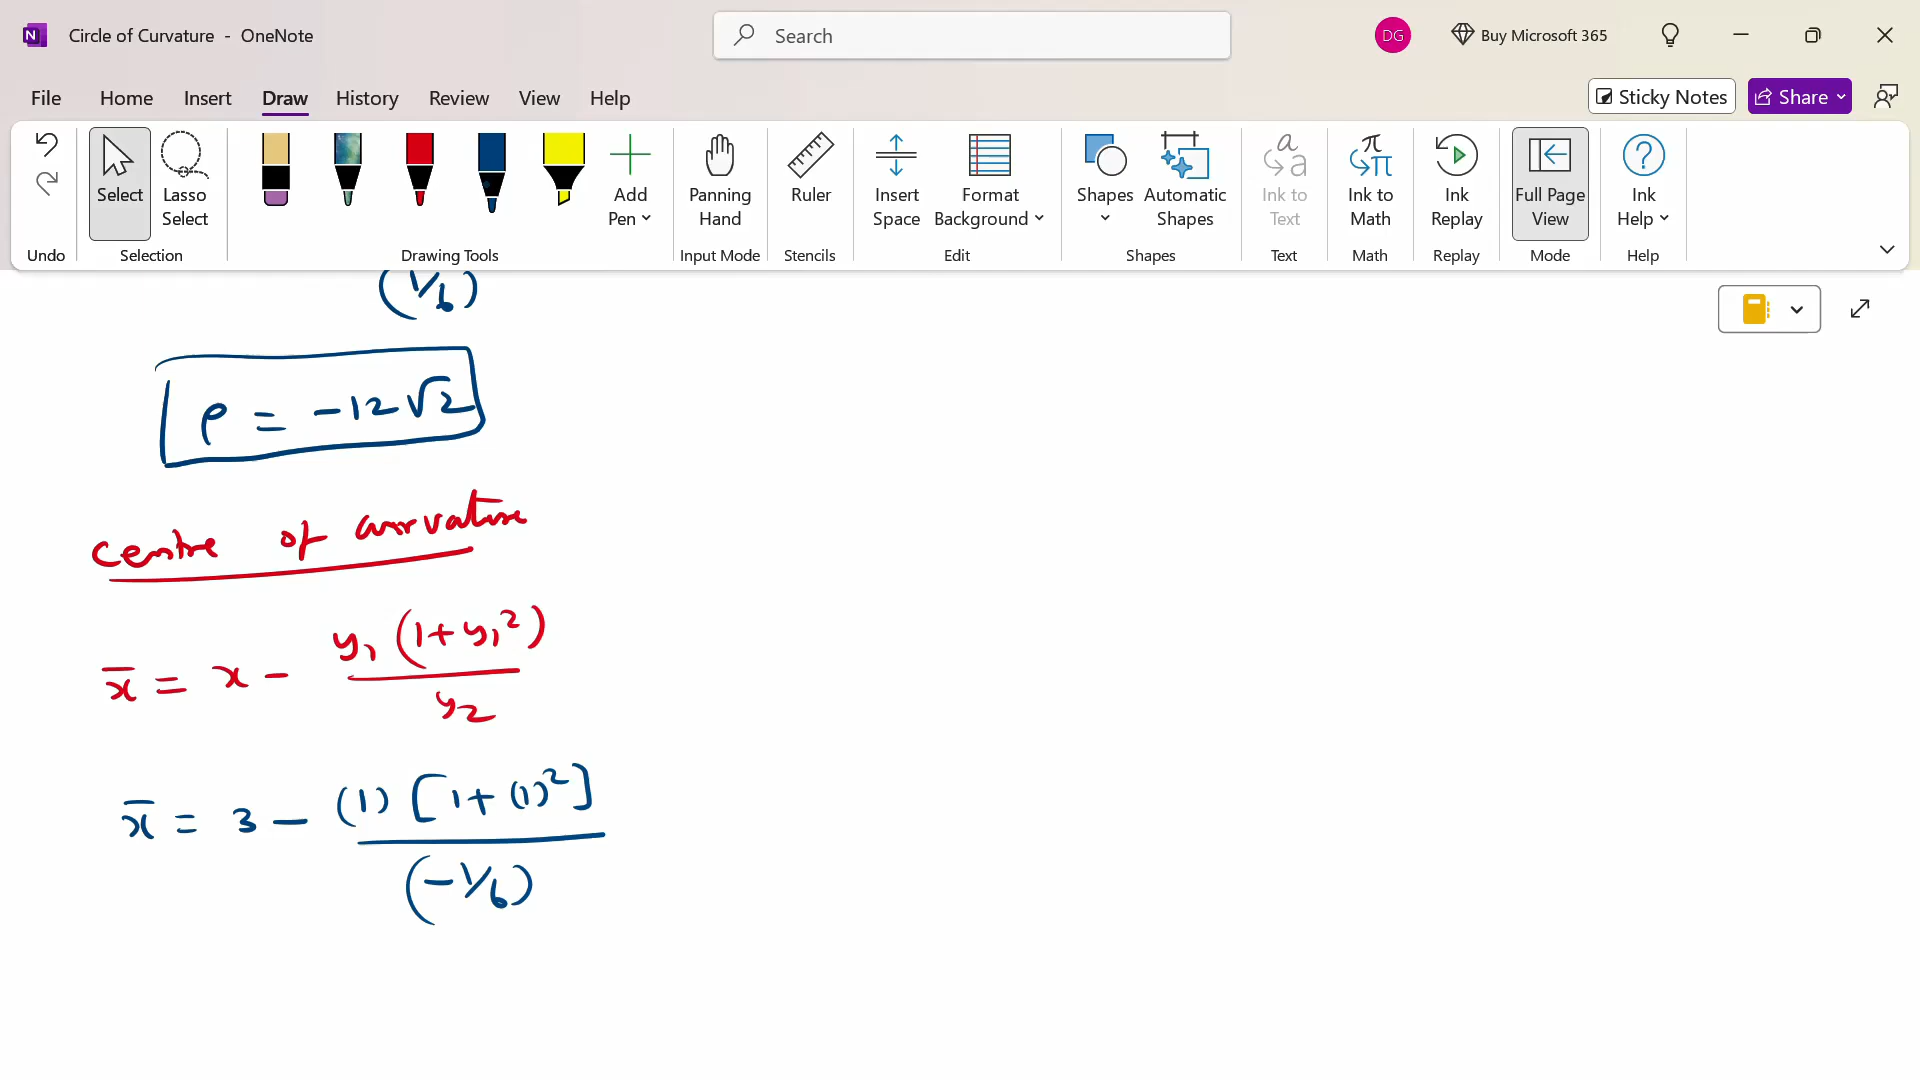 Circle of Curvature - OneNote
Search
DG
Buy Microsoft 365
File Home Insert Draw History Review View Help
Sticky Notes Share
Select
Lasso Select
Add Pen
Panning Hand
Ruler
Insert Space
Format Background
Shapes
Automatic Shapes
Ink to Text
Ink to Math
Ink Replay
Full Page View
Ink Help
Undo Selection Drawing Tools Input Mode Stencils Edit Shapes Text Math Replay Mode Help
(1/6)
ρ = -12√2
Centre of curvature
x̄ = x - y₁(1+y₁²)/y₂
x̄ = 3 - (1)[1+(1)²]/(-1/6)